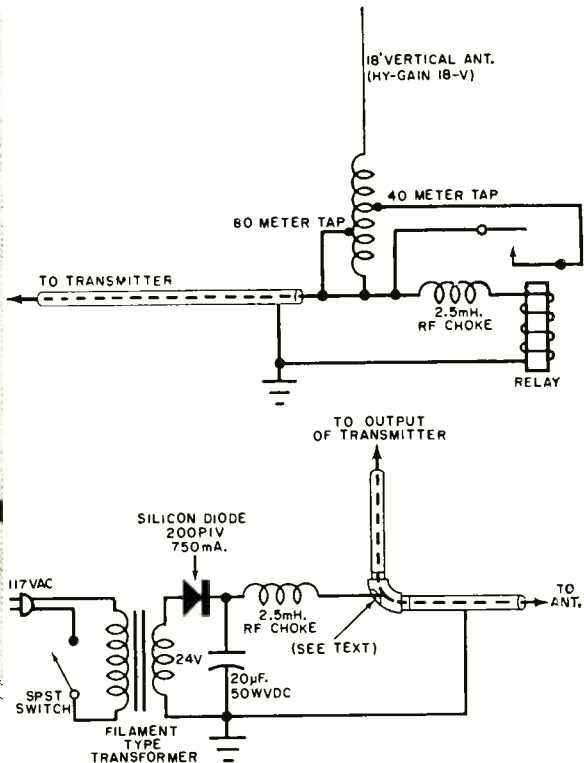 18' VERTICAL ANT.
(HY-GAIN 18-V)
40 METER TAP
80 METER TAP
TO TRANSMITTER
2.5mH.
RF CHOKE
RELAY
TO OUTPUT
OF TRANSMITTER
SILICON DIODE
200PIV
750mA.
117VAC
TO
ANT.
2.5mH.
RF CHOKE
(SEE TEXT)
24V
20µF.
50WVDC
SPST
SWITCH
FILAMENT
TYPE
TRANSFORMER